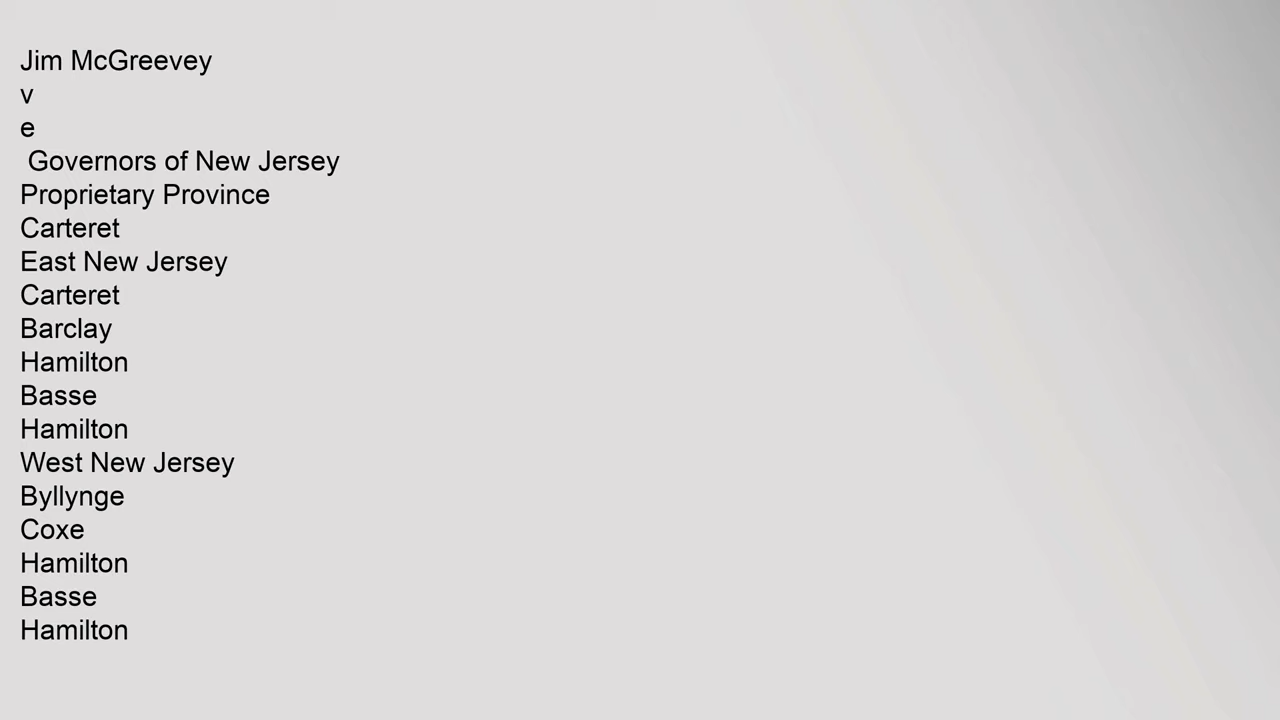 Jim McGreevey
v
e
Governors of New Jersey
Proprietary Province
Carteret
East New Jersey
Carteret
Barclay
Hamilton
Basse
Hamilton
West New Jersey
Byllynge
Coxe
Hamilton
Basse
Hamilton